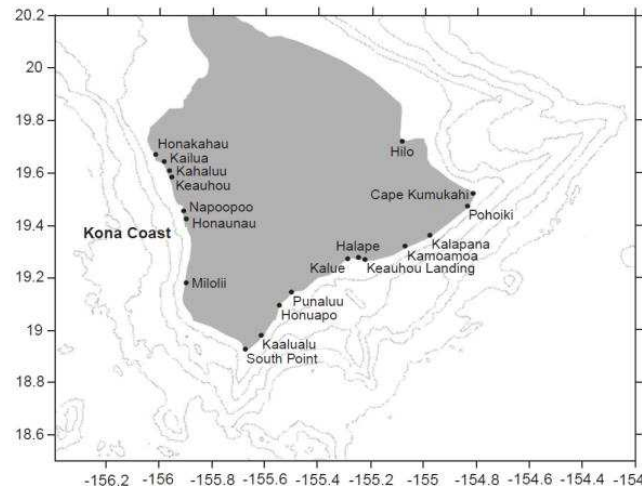 20.2
20
19.8
19.6
19.4
19.2
19
18.8
18.6
Honakahau
Kailua
Kahaluu
Keauhou
Napoopoo
Honaunau
Kona Coast
Milolii
Hilo
Cape Kumukahi
Pohoiki
Kalapana
Kamoamoa
Halape
Keauhou Landing
Kalue
Punaluu
Honuapo
Kaalualu
South Point
-156.2 -156 -155.8 -155.6 -155.4 -155.2 -155 -154.8 -154.6 -154.4 -154.2 -154